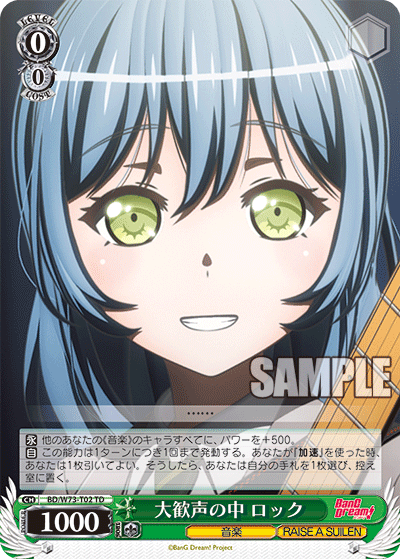 LEVEL
0
0
COST
SAMPLE
……
永 他のあなたの《音楽》のキャラすべてに、パワーを+500。
自 この能力は1ターンにつき1回まで発動する。あなたが「加速」を使った時、
あなたは1枚引いてよい。そうしたら、あなたは自分の手札を1枚選び、控え
室に置く。
CH BD/W73-T02 TD
1000
大歓声の中 ロック
BanG Dream!
音楽
RAISE A SUILEN
©BanG Dream! Project